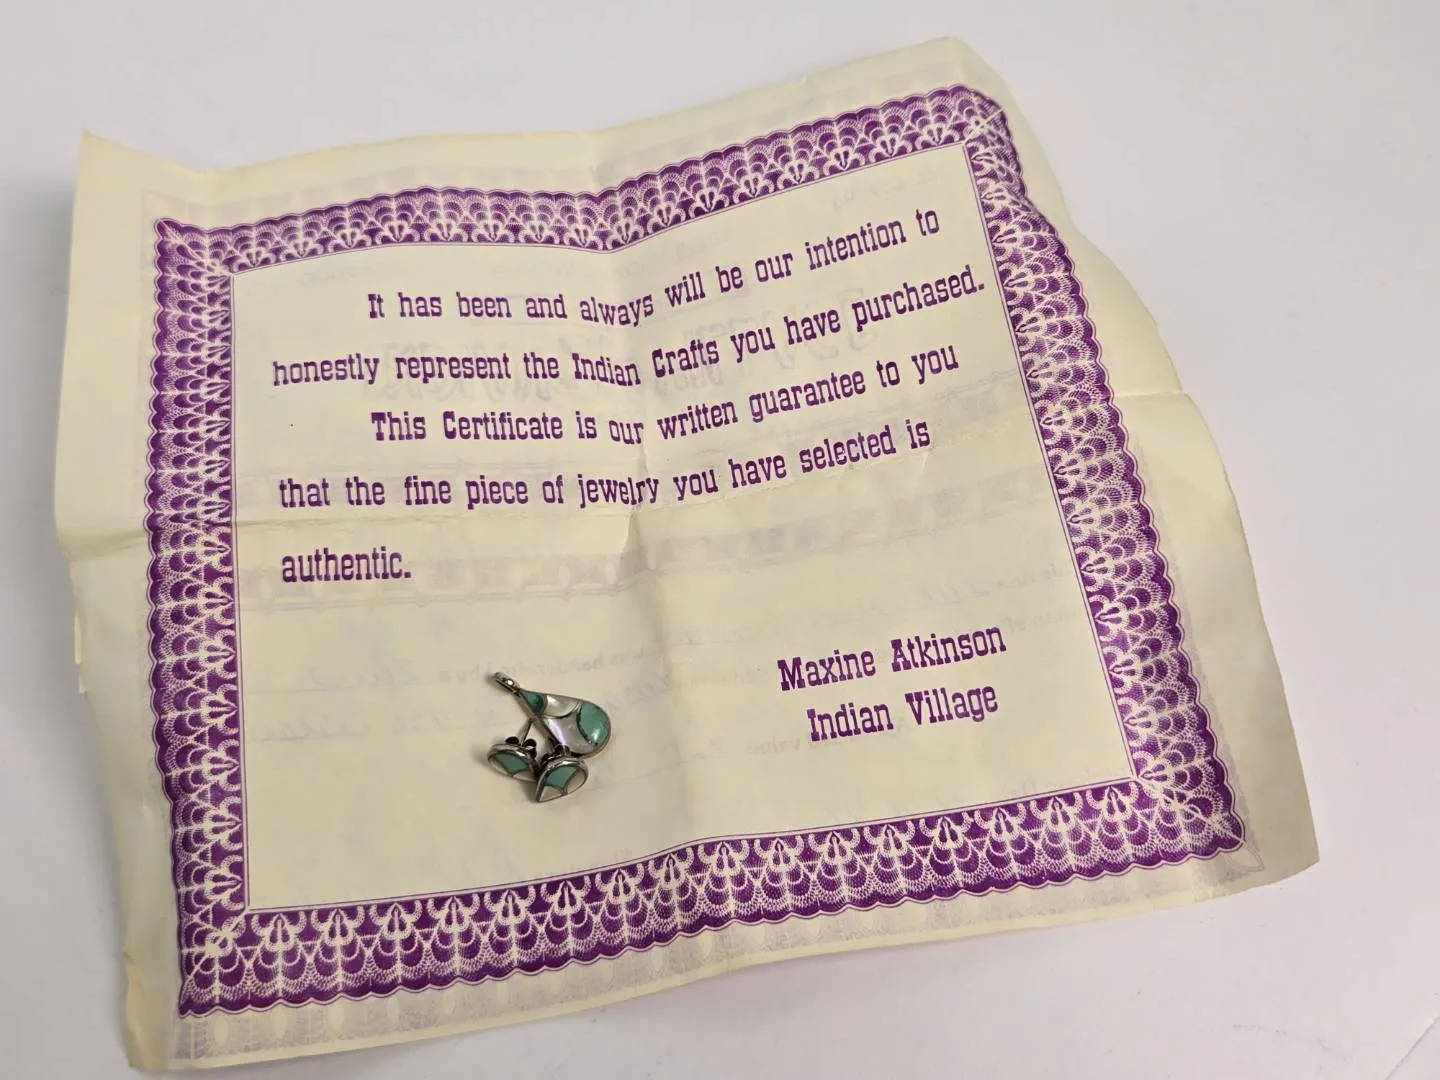 It has been and always will be our intention to
honestly represent the Indian Crafts you have purchased.
This Certificate is our written guarantee to you
that the fine piece of jewelry you have selected is
authentic.
Maxine Atkinson
Indian Village